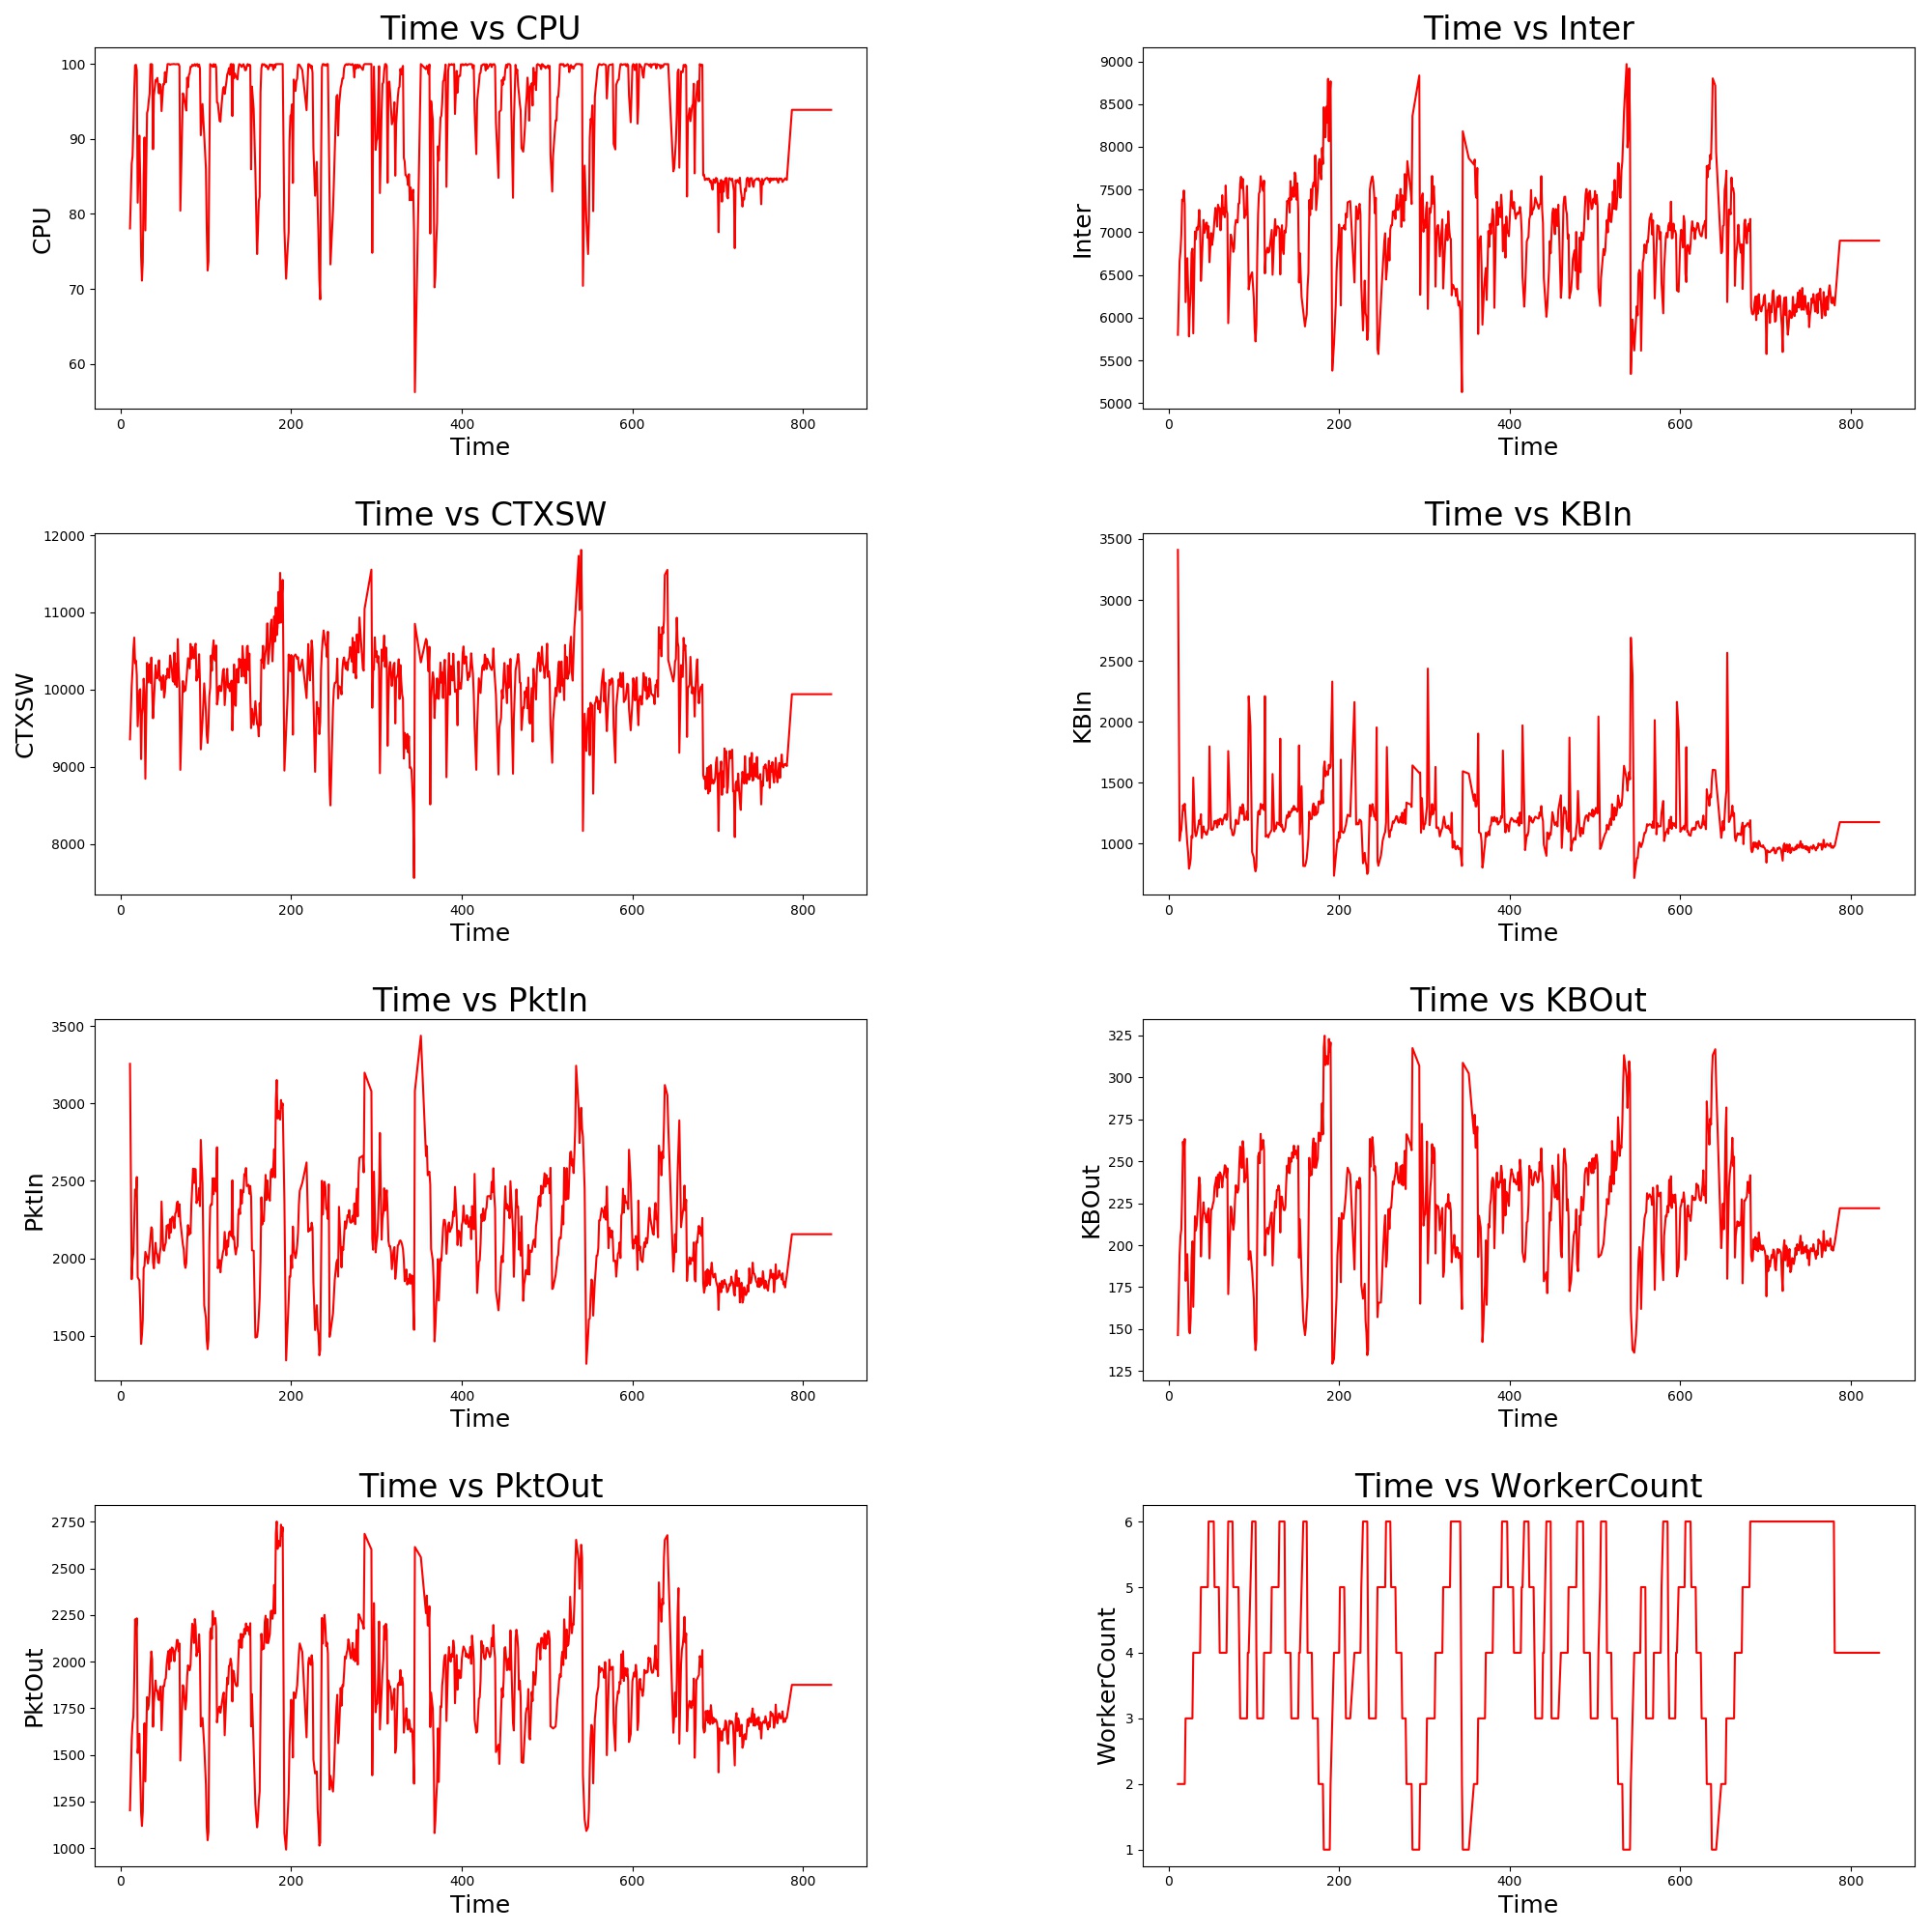 Time vs CPU
CPU
100
90
80
70
60
0 200 400 600 800
Time
Time vs Inter
Inter
9000
8500
8000
7500
7000
6500
6000
5500
5000
0 200 400 600 800
Time
Time vs CTXSW
CTXSW
12000
11000
10000
9000
8000
0 200 400 600 800
Time
Time vs KBIn
KBIn
3500
3000
2500
2000
1500
1000
0 200 400 600 800
Time
Time vs PktIn
PktIn
3500
3000
2500
2000
1500
0 200 400 600 800
Time
Time vs KBOut
KBOut
325
300
275
250
225
200
175
150
125
0 200 400 600 800
Time
Time vs PktOut
PktOut
2750
2500
2250
2000
1750
1500
1250
1000
0 200 400 600 800
Time
Time vs WorkerCount
WorkerCount
6
5
4
3
2
1
0 200 400 600 800
Time